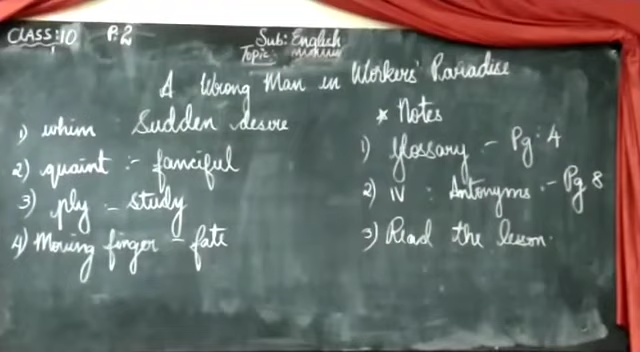 CLASS:10 P.2
Sub: English
Topic:
A Wrong Man in Workers' Paradise
1) whim : Sudden desire
2) quaint :- fanciful
3) ply - study
4) Moving finger - fate
* Notes
1) Glossary - Pg: 4
2) IV : Antonyms - Pg 8
3) Read the lesson.